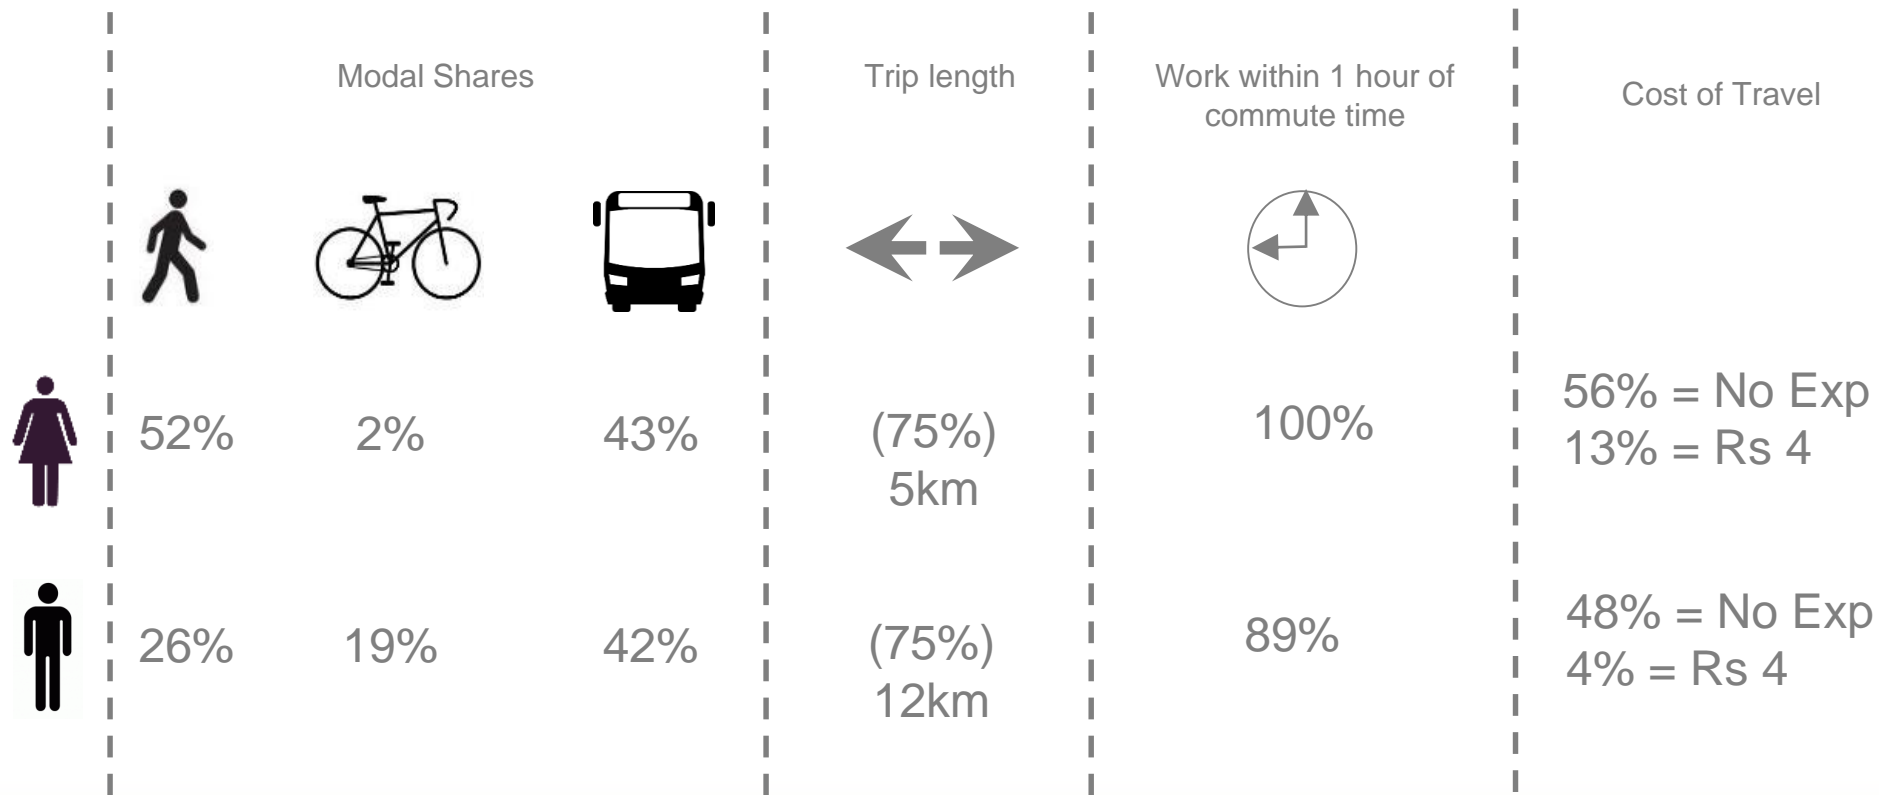 Modal Shares
Trip length
Work within 1 hour of
commute time
Cost of Travel
52%
2%
43%
(75%)
5km
100%
56% = No Exp
13% = Rs 4
26%
19%
42%
(75%)
12km
89%
48% = No Exp
4% = Rs 4